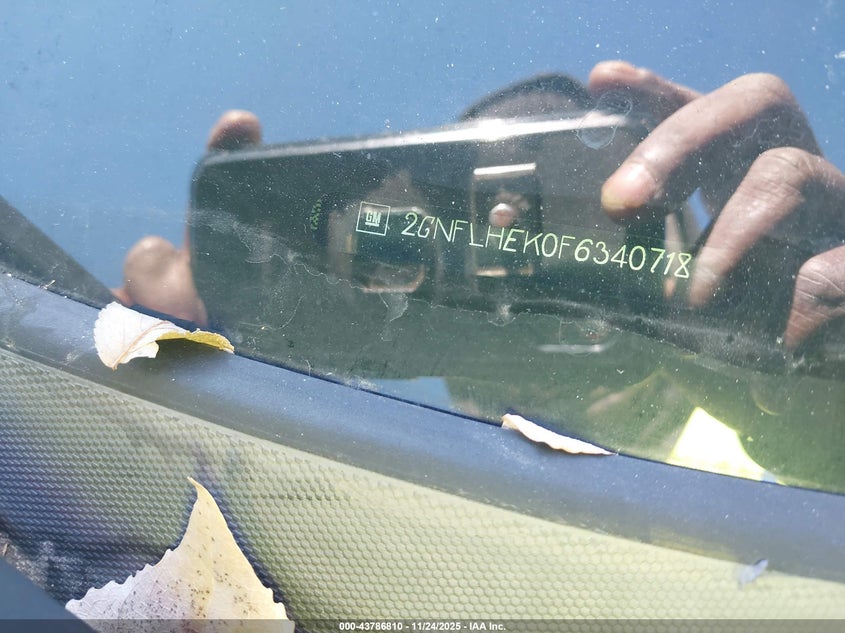 GM 2GNFLHEK0F6340718
000-43786810 | 11/24/2025 - IAA Inc.